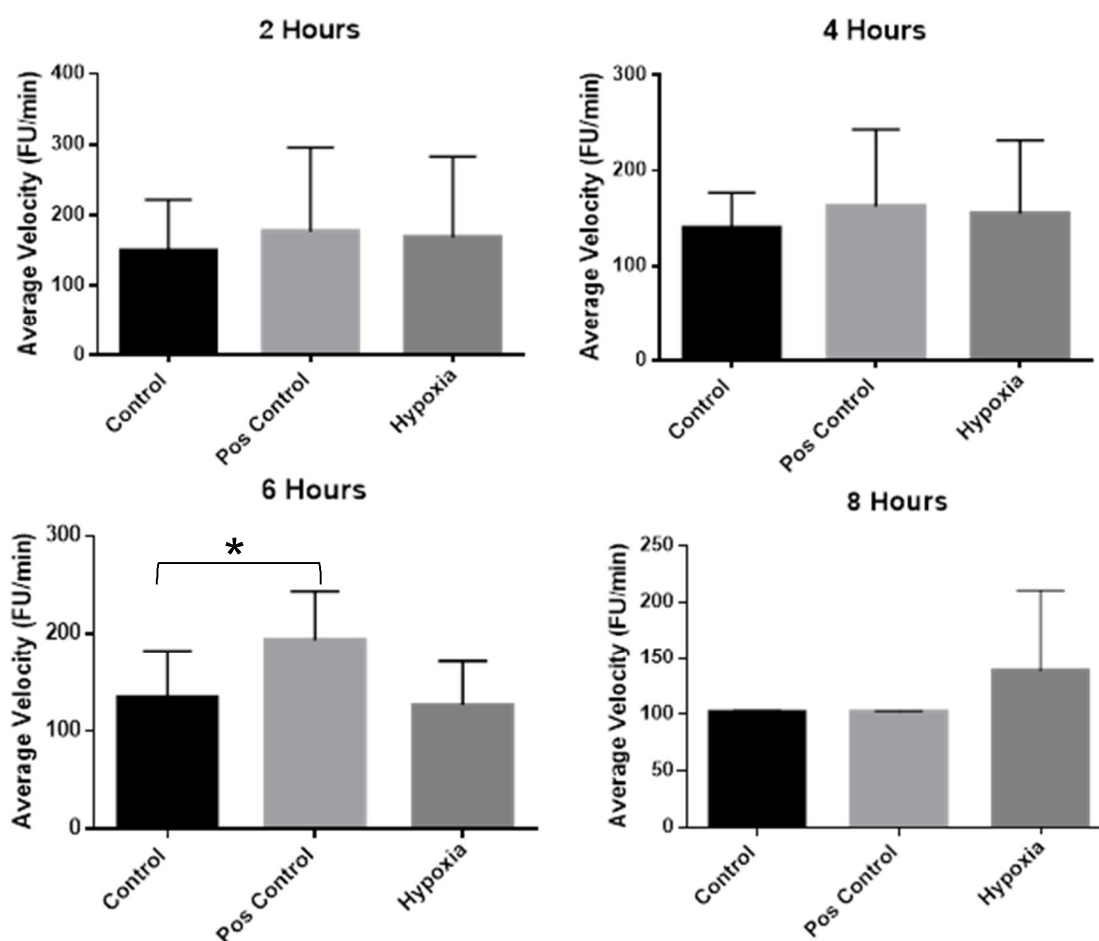 2 Hours
Average Velocity (FU/min)
400
300
200
100
0
Control
Pos Control
Hypoxia
4 Hours
Average Velocity (FU/min)
300
200
100
0
Control
Pos Control
Hypoxia
6 Hours
Average Velocity (FU/min)
300
200
100
0
*
Control
Pos Control
Hypoxia
8 Hours
Average Velocity (FU/min)
250
200
150
100
50
0
Control
Pos Control
Hypoxia